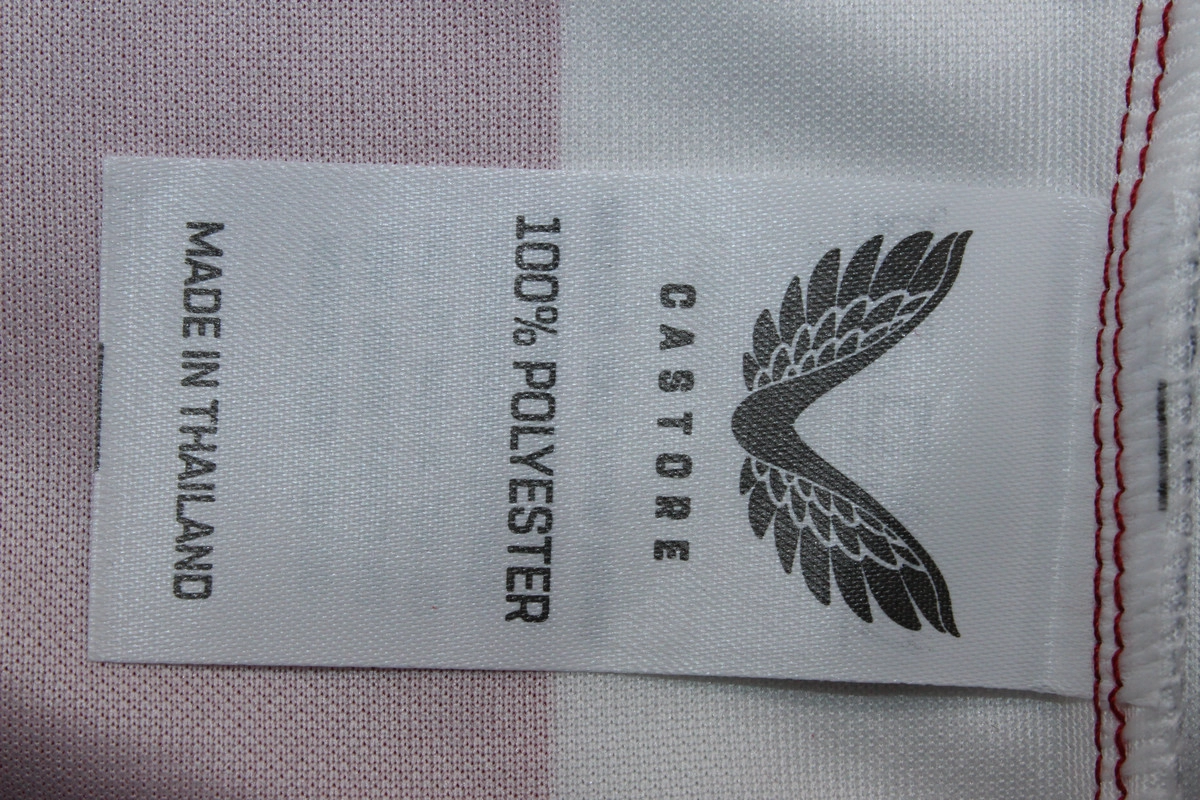 CASTORE
100% POLYESTER
MADE IN THAILAND